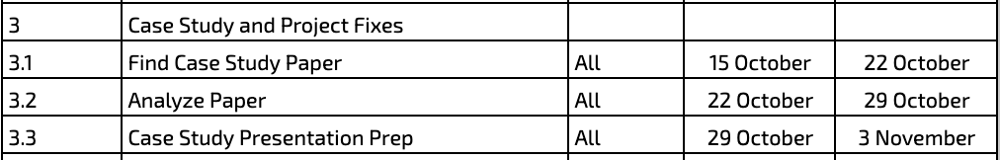 3 Case Study and Project Fixes
3.1 Find Case Study Paper All 15 October 22 October
3.2 Analyze Paper All 22 October 29 October
3.3 Case Study Presentation Prep All 29 October 3 November